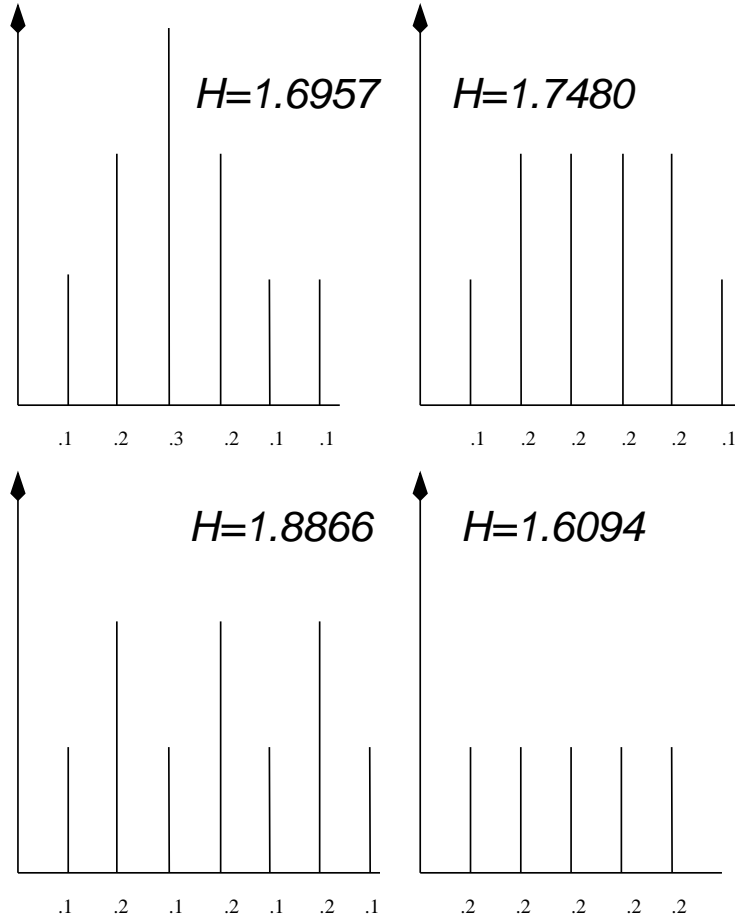 H=1.6957
H=1.7480
.1 .2 .3 .2 .1 .1
.1 .2 .2 .2 .2 .1
H=1.8866
H=1.6094
.1 .2 .1 .2 .1 .2 .1
.2 .2 .2 .2 .2